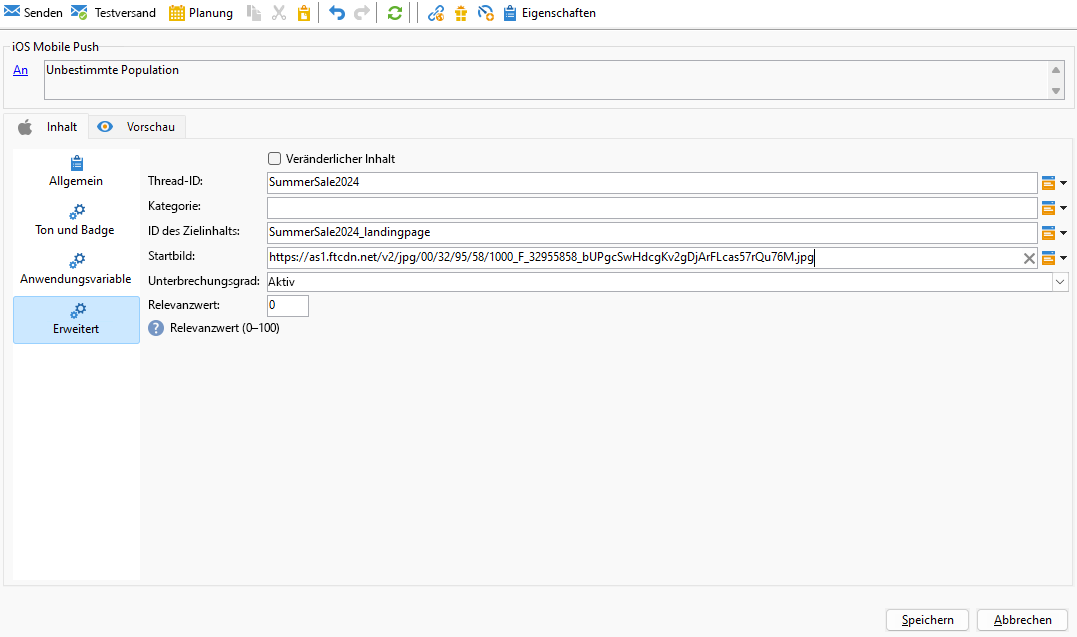 Senden Testversand Planung Eigenschaften
iOS Mobile Push
An Unbestimmte Population
Inhalt Vorschau
Allgemein
Ton und Badge
Anwendungsvariable
Erweitert
Veränderlicher Inhalt
Thread-ID: SummerSale2024
Kategorie:
ID des Zielinhalts: SummerSale2024_landingpage
Startbild: https://as1.ftcdn.net/v2/jpg/00/32/95/58/1000_F_32955858_bUPgcSwHdcgKv2gDjArFLcas57rQu76M.jpg
Unterbrechungsgrad: Aktiv
Relevanzwert: 0
? Relevanzwert (0–100)
Speichern Abbrechen